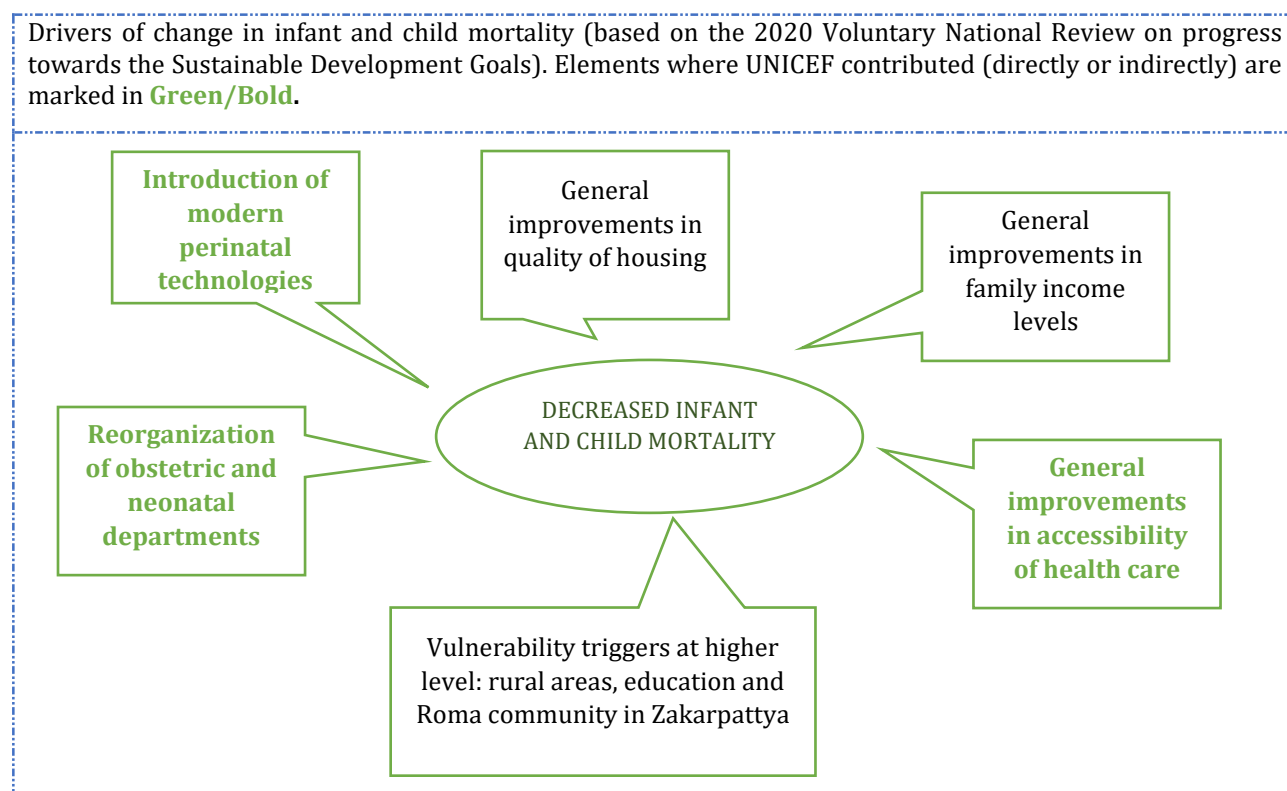 Drivers of change in infant and child mortality (based on the 2020 Voluntary National Review on progress
towards the Sustainable Development Goals). Elements where UNICEF contributed (directly or indirectly) are
marked in Green/Bold.
Introduction of
modern
perinatal
technologies
General
improvements in
quality of housing
General
improvements in
family income
levels
DECREASED INFANT
AND CHILD MORTALITY
Reorganization
of obstetric and
neonatal
departments
General
improvements
in accessibility
of health care
Vulnerability triggers at higher
level: rural areas, education and
Roma community in Zakarpattya